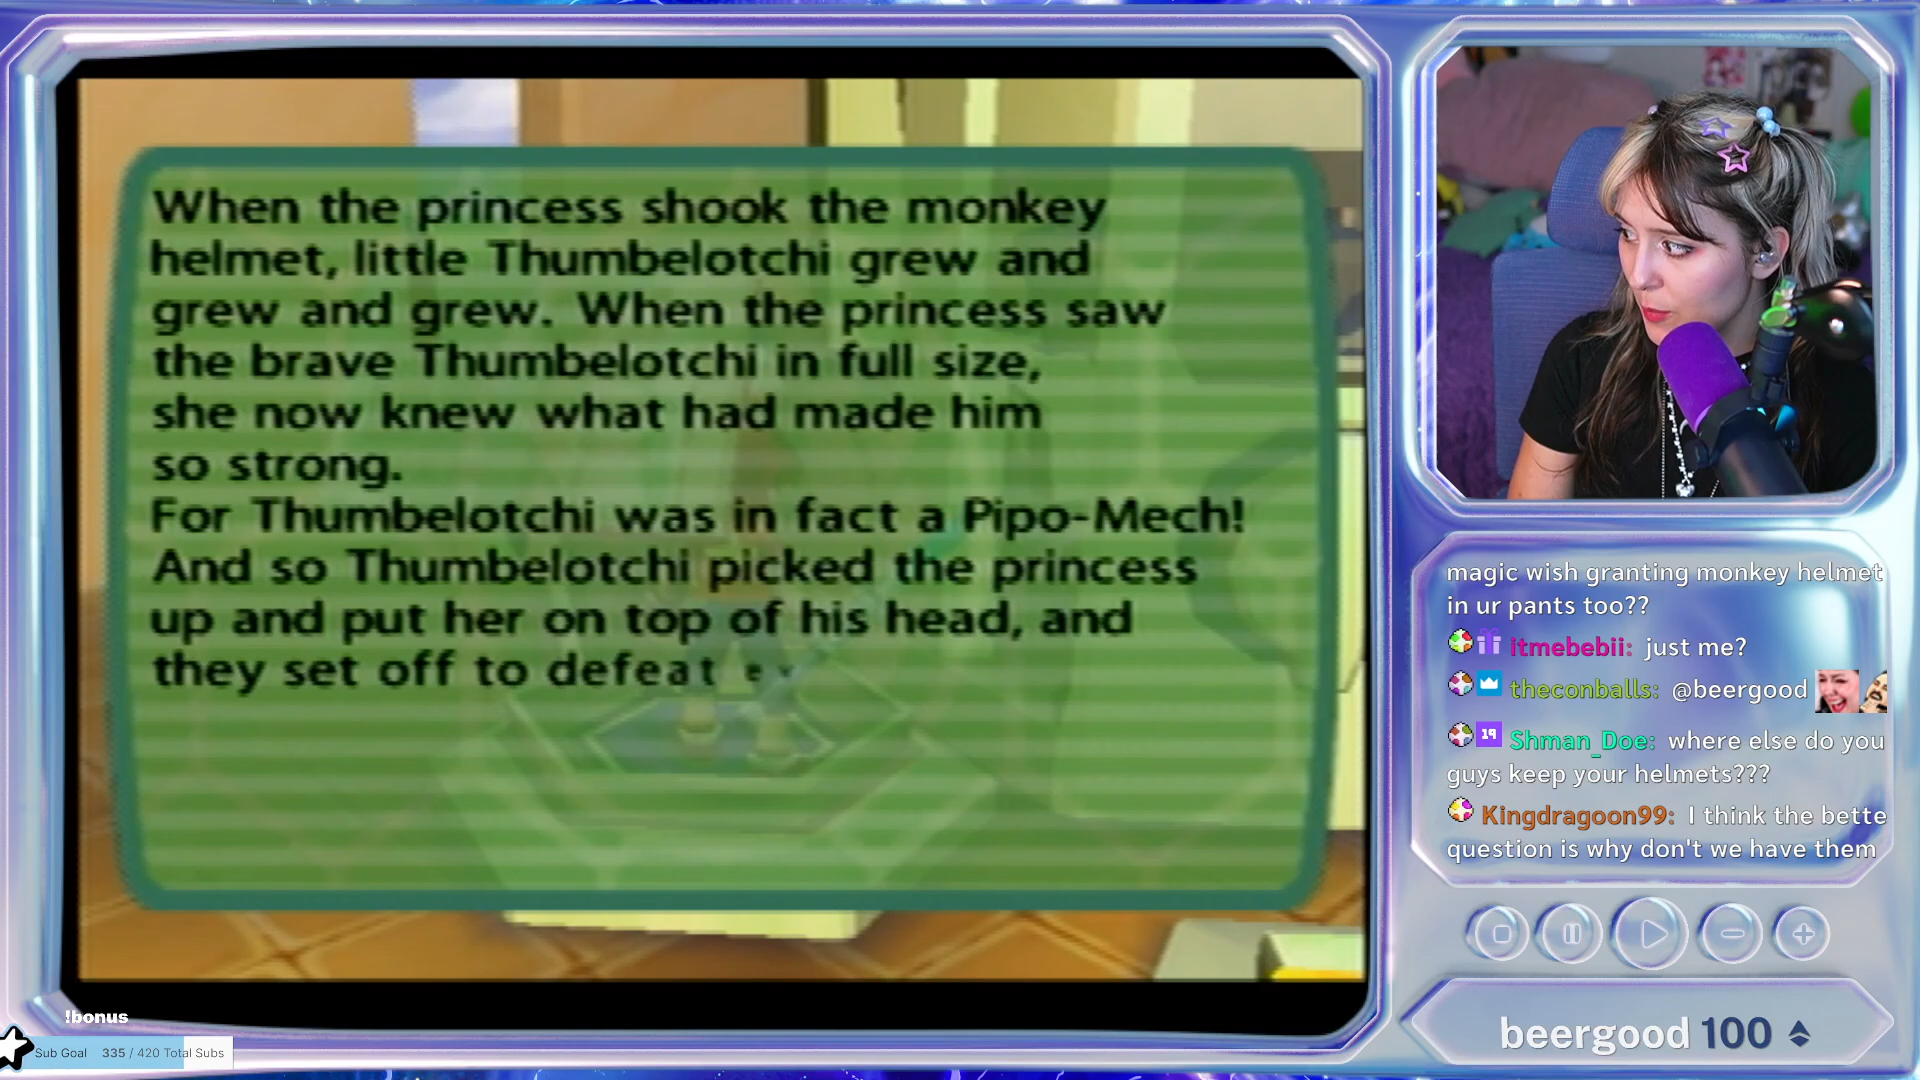 When the princess shook the monkey
helmet, little Thumbelotchi grew and
grew and grew. When the princess saw
the brave Thumbelotchi in full size,
she now knew what had made him
so strong.
For Thumbelotchi was in fact a Pipo-Mech!
And so Thumbelotchi picked the princess
up and put her on top of his head, and
they set off to defeat
magic wish granting monkey helmet
in ur pants too??
itmebebii: just me?
theconballs: @beergood
19 Shman_Doe: where else do you
guys keep your helmets???
Kingdragoon99: I think the bette
question is why don't we have them
!bonus
Sub Goal 335 / 420 Total Subs
beergood 100